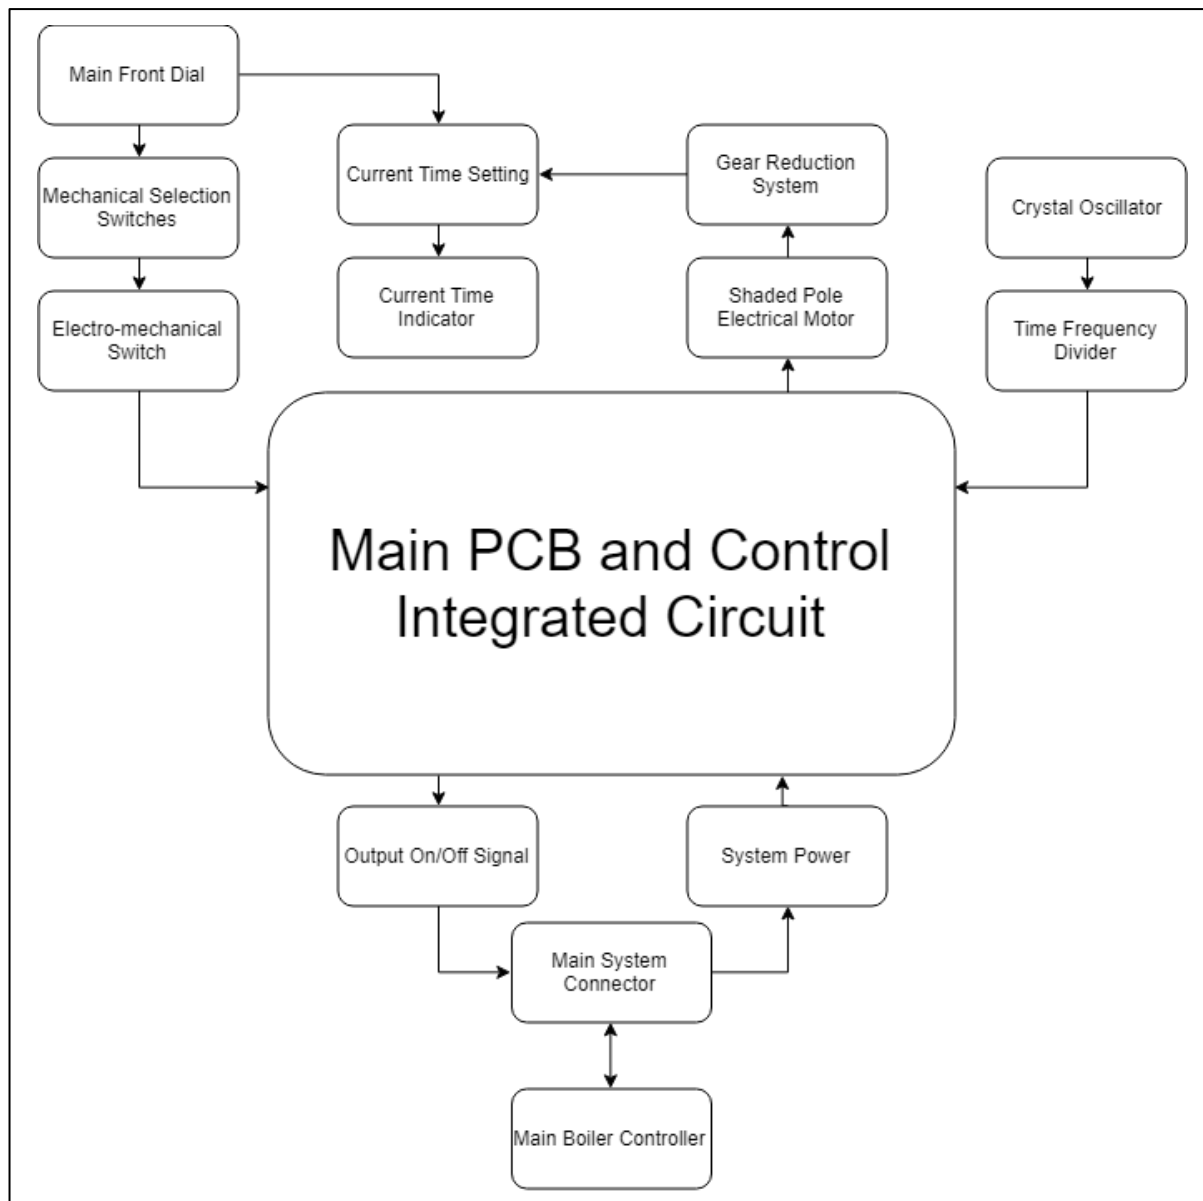 Main Front Dial
Mechanical Selection
Switches
Electro-mechanical
Switch
Current Time Setting
Current Time
Indicator
Gear Reduction
System
Shaded Pole
Electrical Motor
Crystal Oscillator
Time Frequency
Divider
Main PCB and Control
Integrated Circuit
Output On/Off Signal
System Power
Main System
Connector
Main Boiler Controller